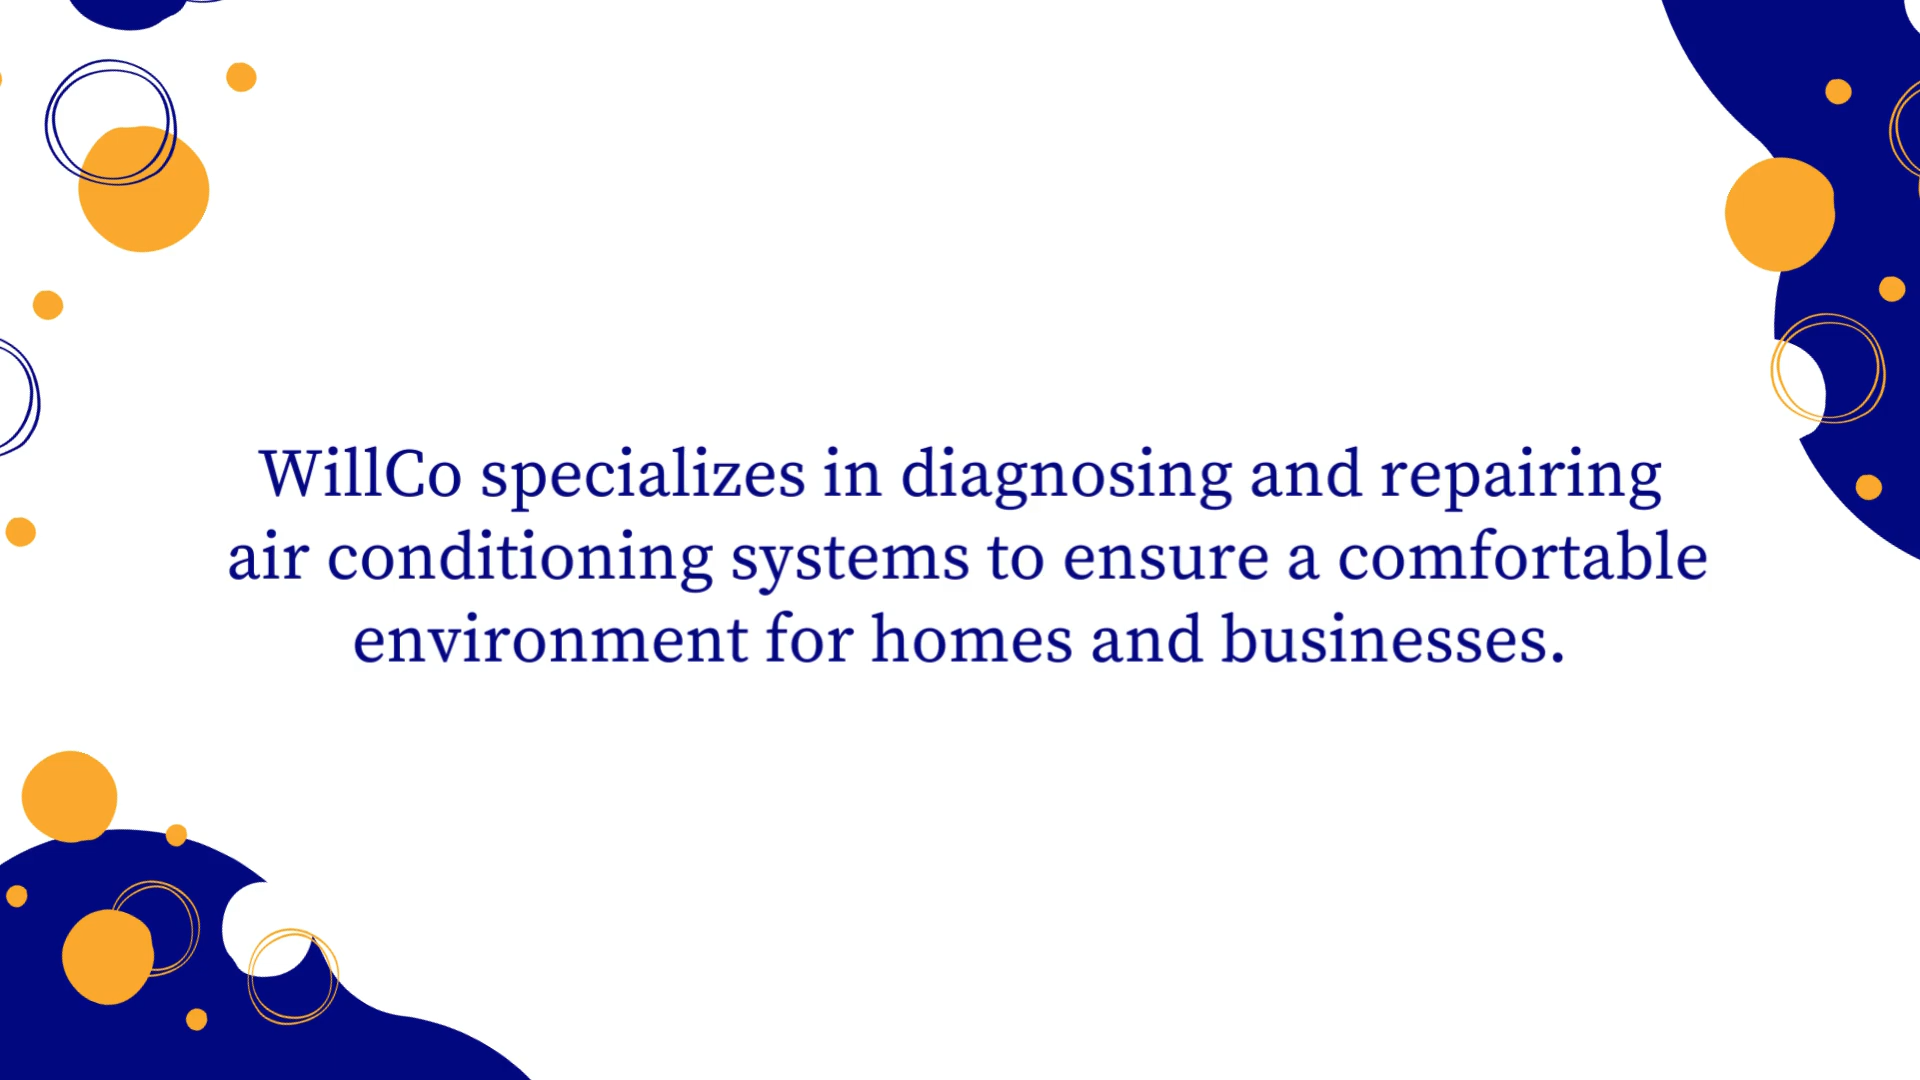 WillCo specializes in diagnosing and repairing
air conditioning systems to ensure a comfortable
environment for homes and businesses.